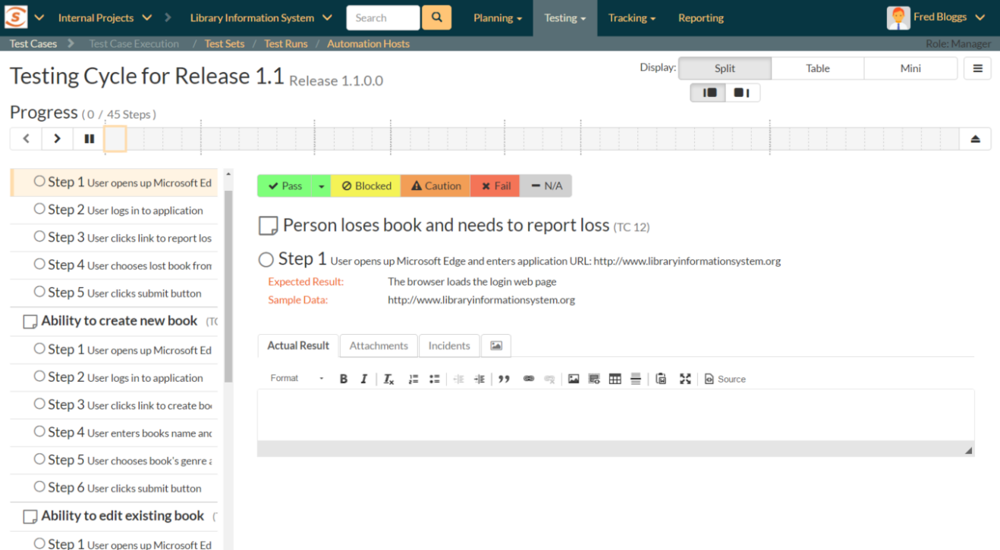 S Internal Projects Library Information System Search Planning Testing Tracking Reporting Fred Bloggs
Test Cases Test Case Execution / Test Sets / Test Runs / Automation Hosts Role: Manager
Testing Cycle for Release 1.1 Release 1.1.0.0
Display: Split Table Mini
Progress ( 0 / 45 Steps )
Step 1 User opens up Microsoft Ed
Step 2 User logs in to application
Step 3 User clicks link to report los
Step 4 User chooses lost book from
Step 5 User clicks submit button
Ability to create new book (TC
Step 1 User opens up Microsoft Ed
Step 2 User logs in to application
Step 3 User clicks link to create bo
Step 4 User enters books name and
Step 5 User chooses book's genre a
Step 6 User clicks submit button
Ability to edit existing book (
Step 1 User opens up Microsoft Ed
Pass Blocked Caution Fail N/A
Person loses book and needs to report loss (TC 12)
Step 1 User opens up Microsoft Edge and enters application URL: http://www.libraryinformationsystem.org
Expected Result: The browser loads the login web page
Sample Data: http://www.libraryinformationsystem.org
Actual Result Attachments Incidents
Format B I Tx Source